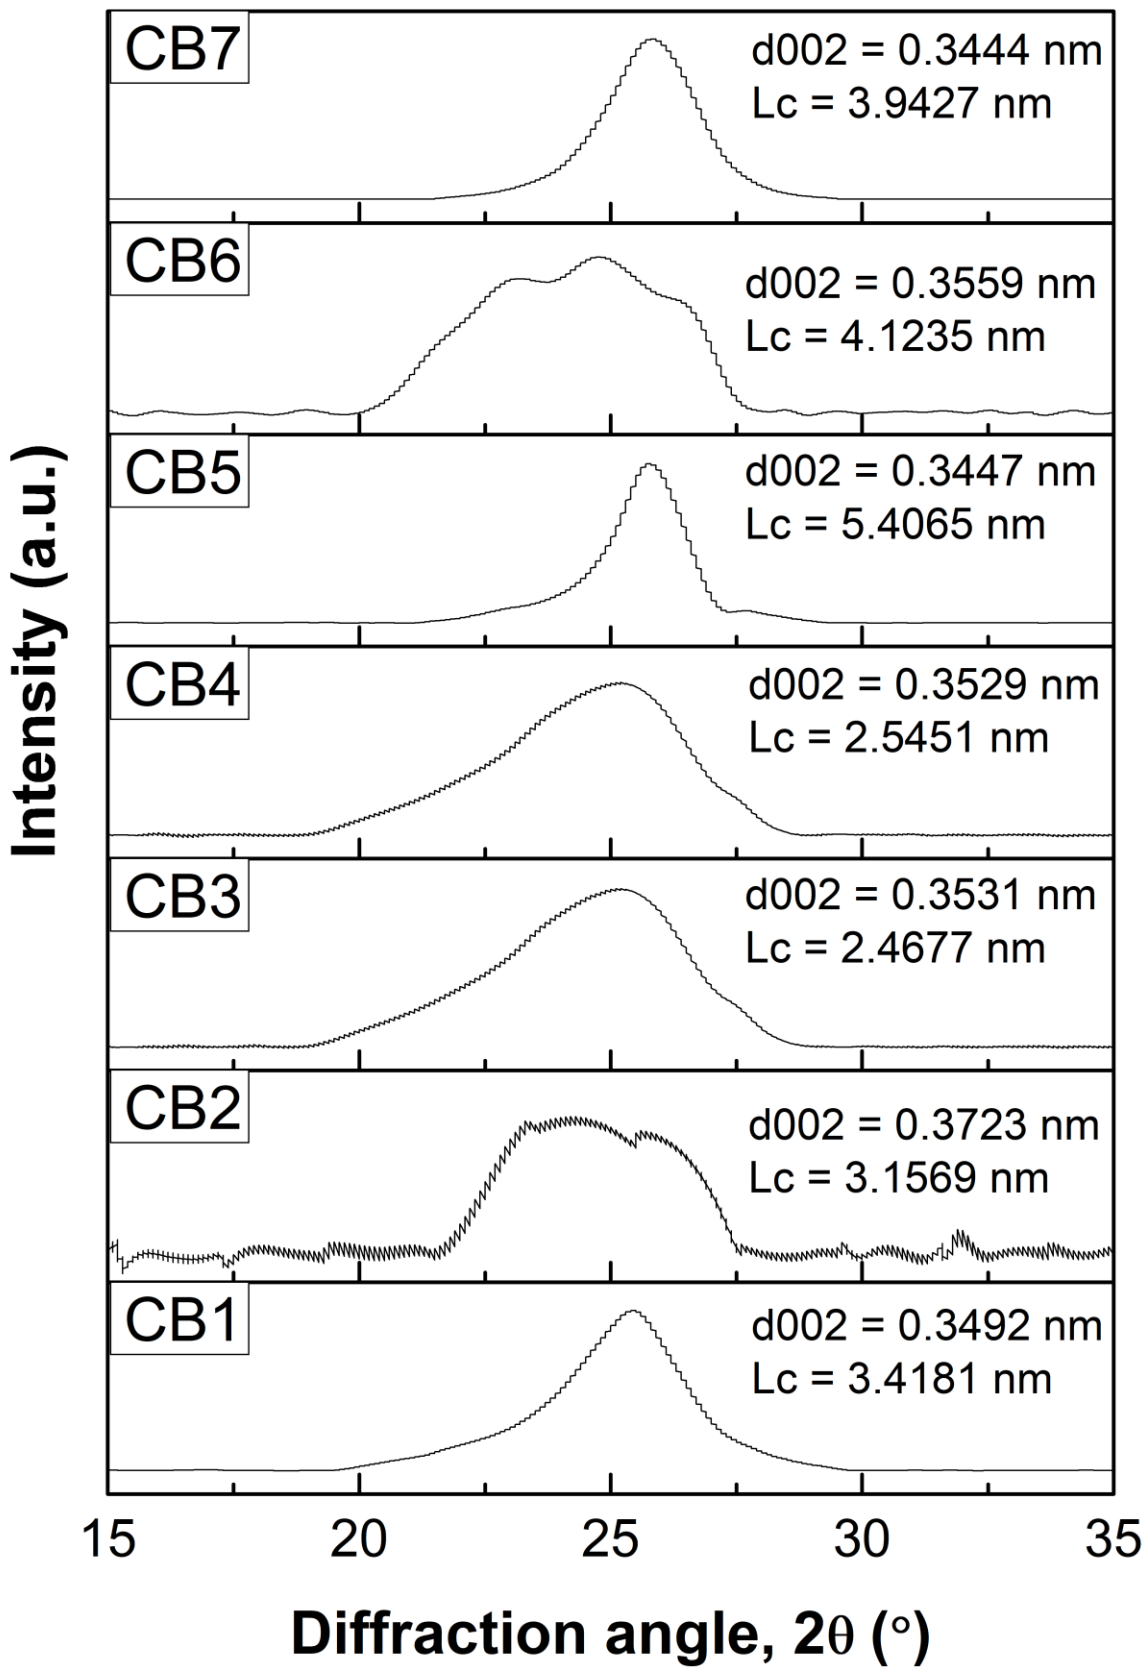 CB7
d002 = 0.3444 nm
Lc = 3.9427 nm
CB6
d002 = 0.3559 nm
Lc = 4.1235 nm
CB5
d002 = 0.3447 nm
Lc = 5.4065 nm
CB4
d002 = 0.3529 nm
Lc = 2.5451 nm
CB3
d002 = 0.3531 nm
Lc = 2.4677 nm
CB2
d002 = 0.3723 nm
Lc = 3.1569 nm
CB1
d002 = 0.3492 nm
Lc = 3.4181 nm
Intensity (a.u.)
15 20 25 30 35
Diffraction angle, 2θ (°)